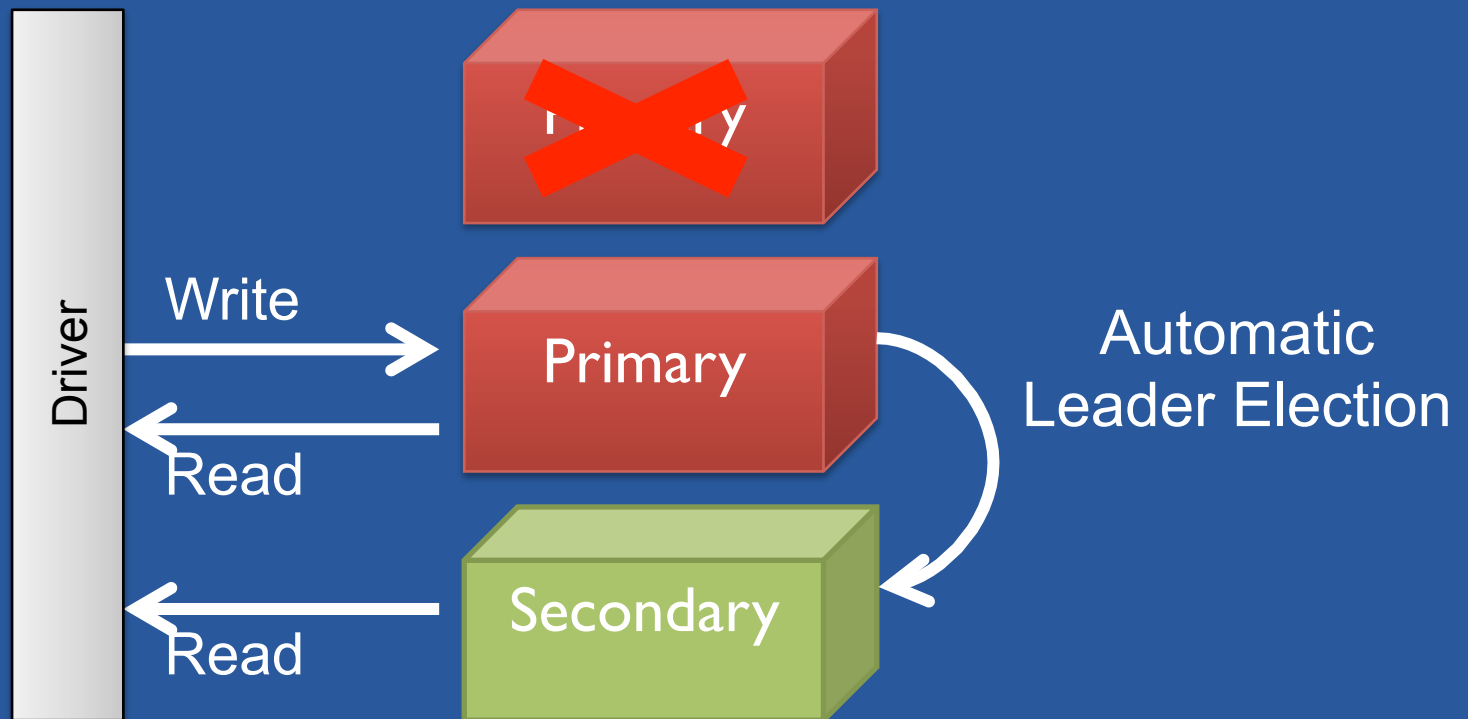 Driver
Write
Read
Read
Primary
Secondary
Automatic
Leader Election